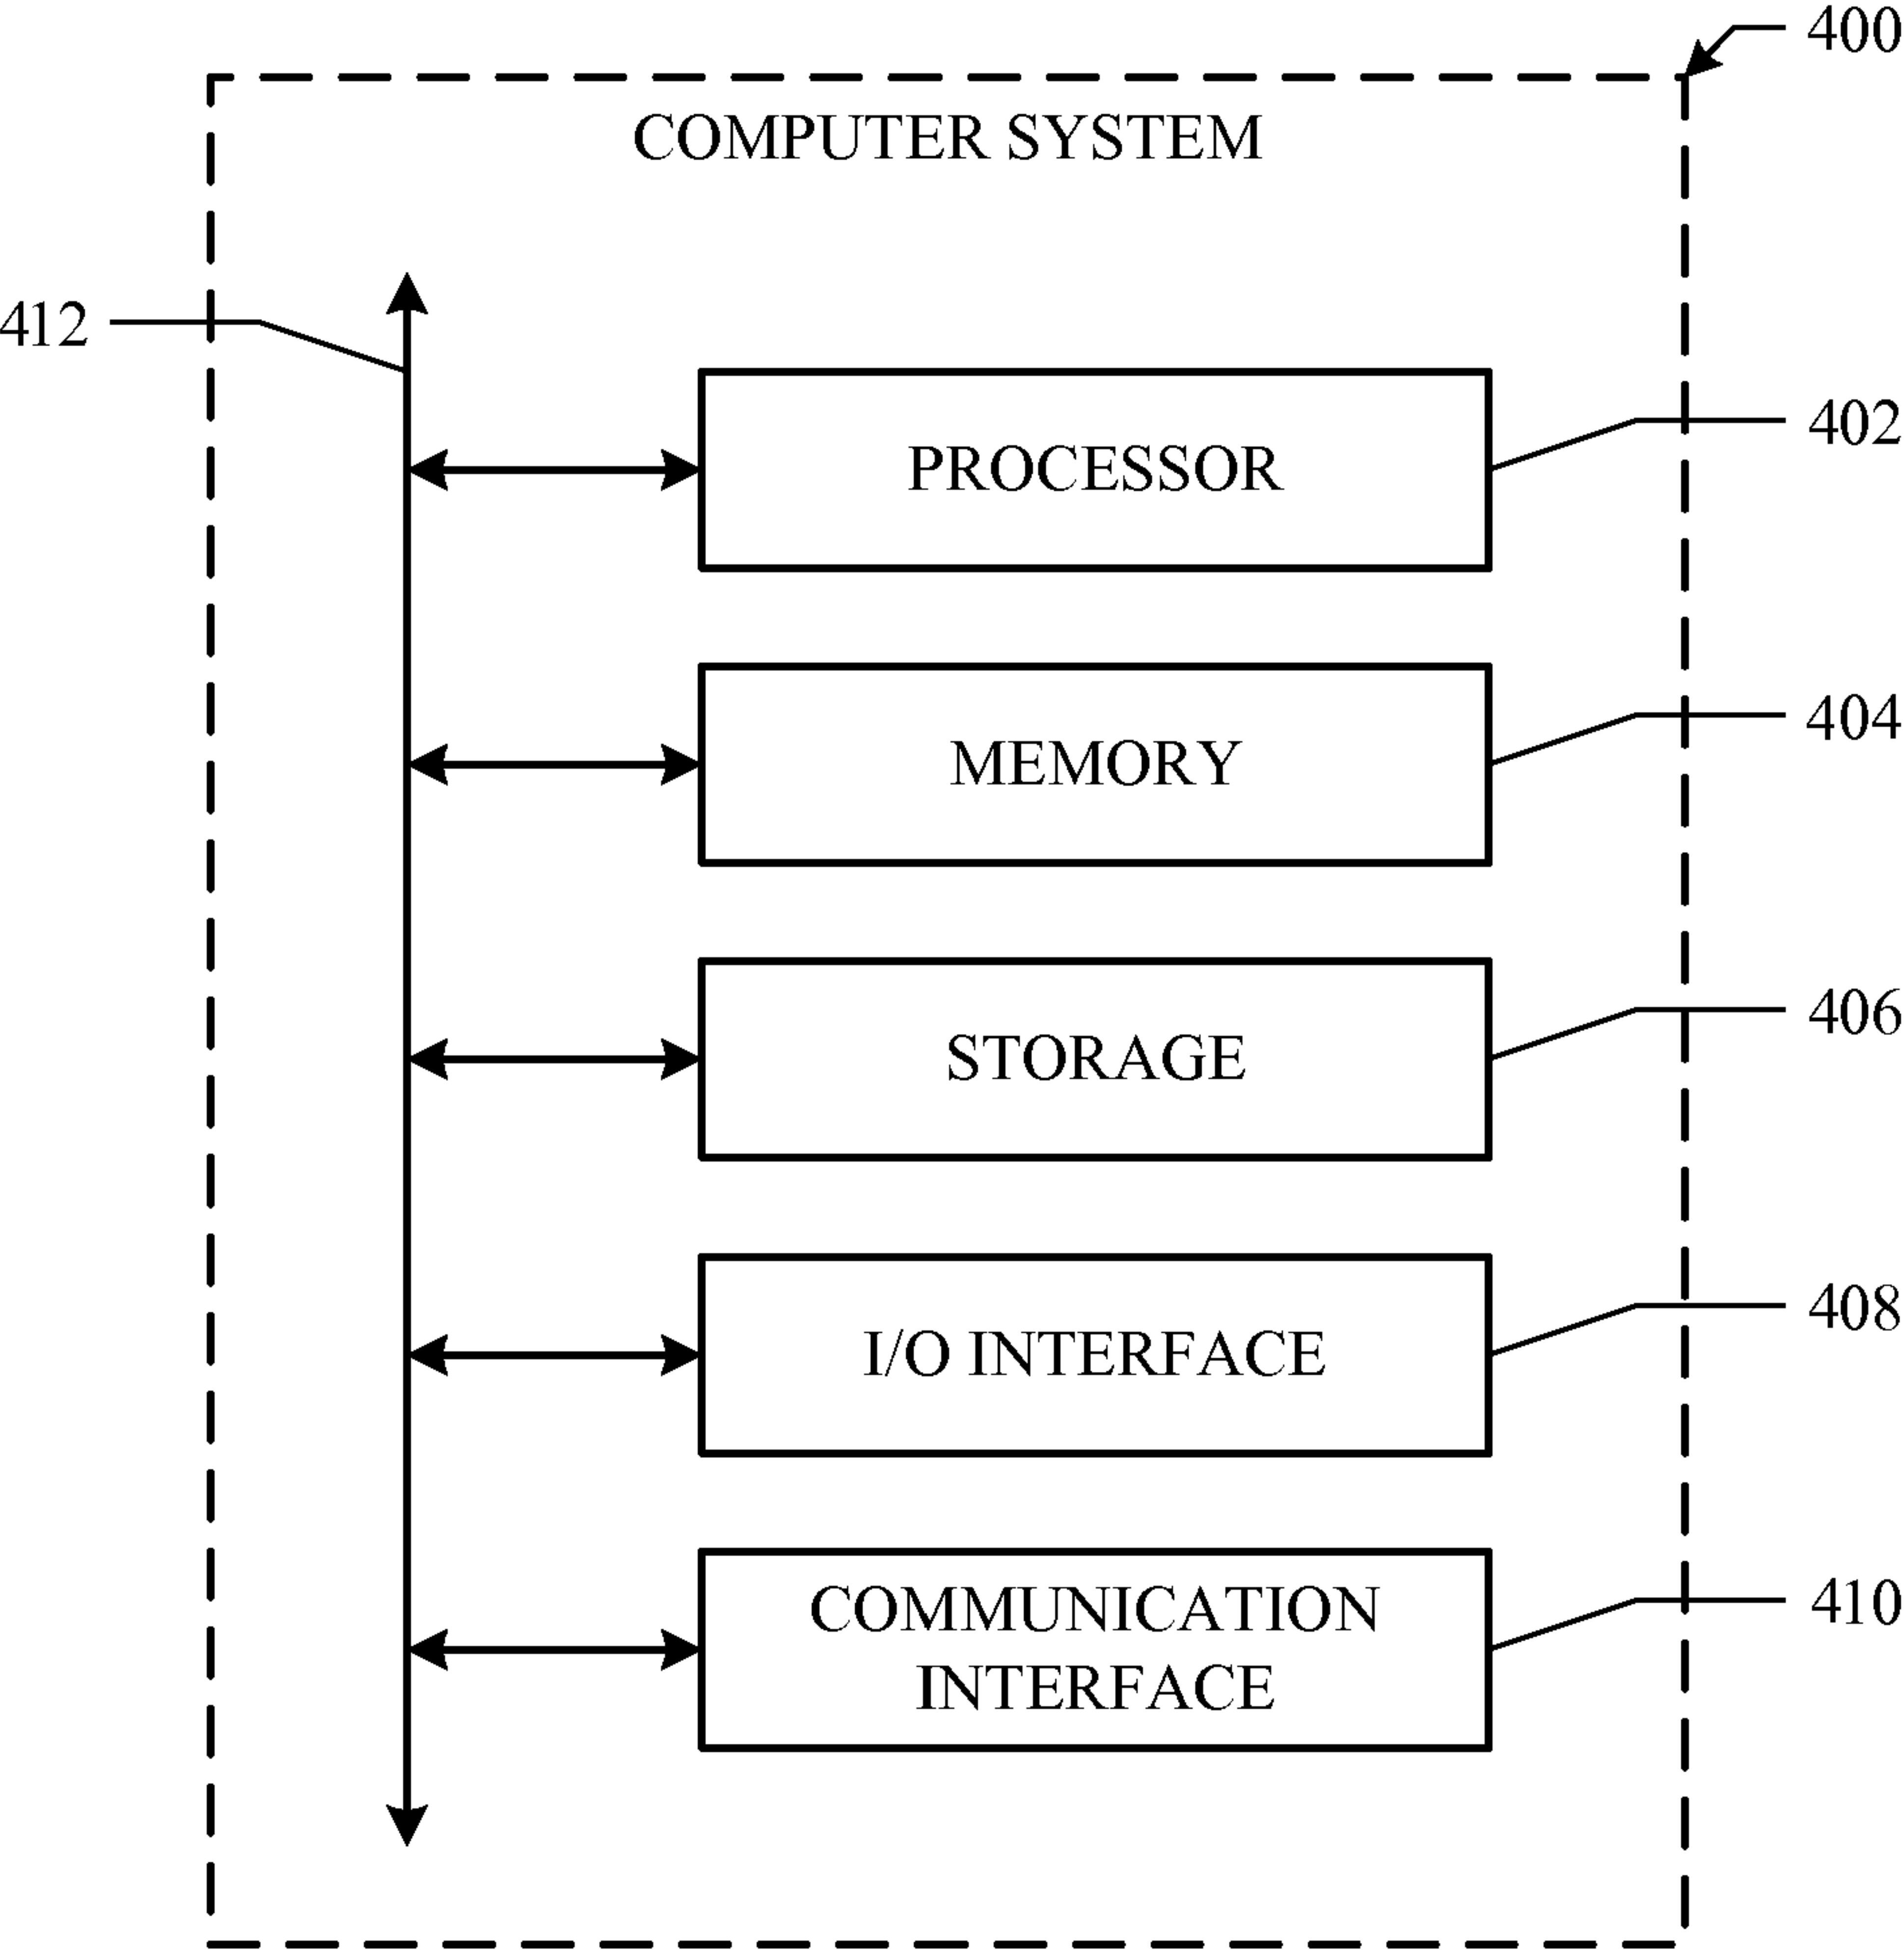 400
COMPUTER SYSTEM
412
PROCESSOR
402
MEMORY
404
STORAGE
406
I/O INTERFACE
408
COMMUNICATION
INTERFACE
410